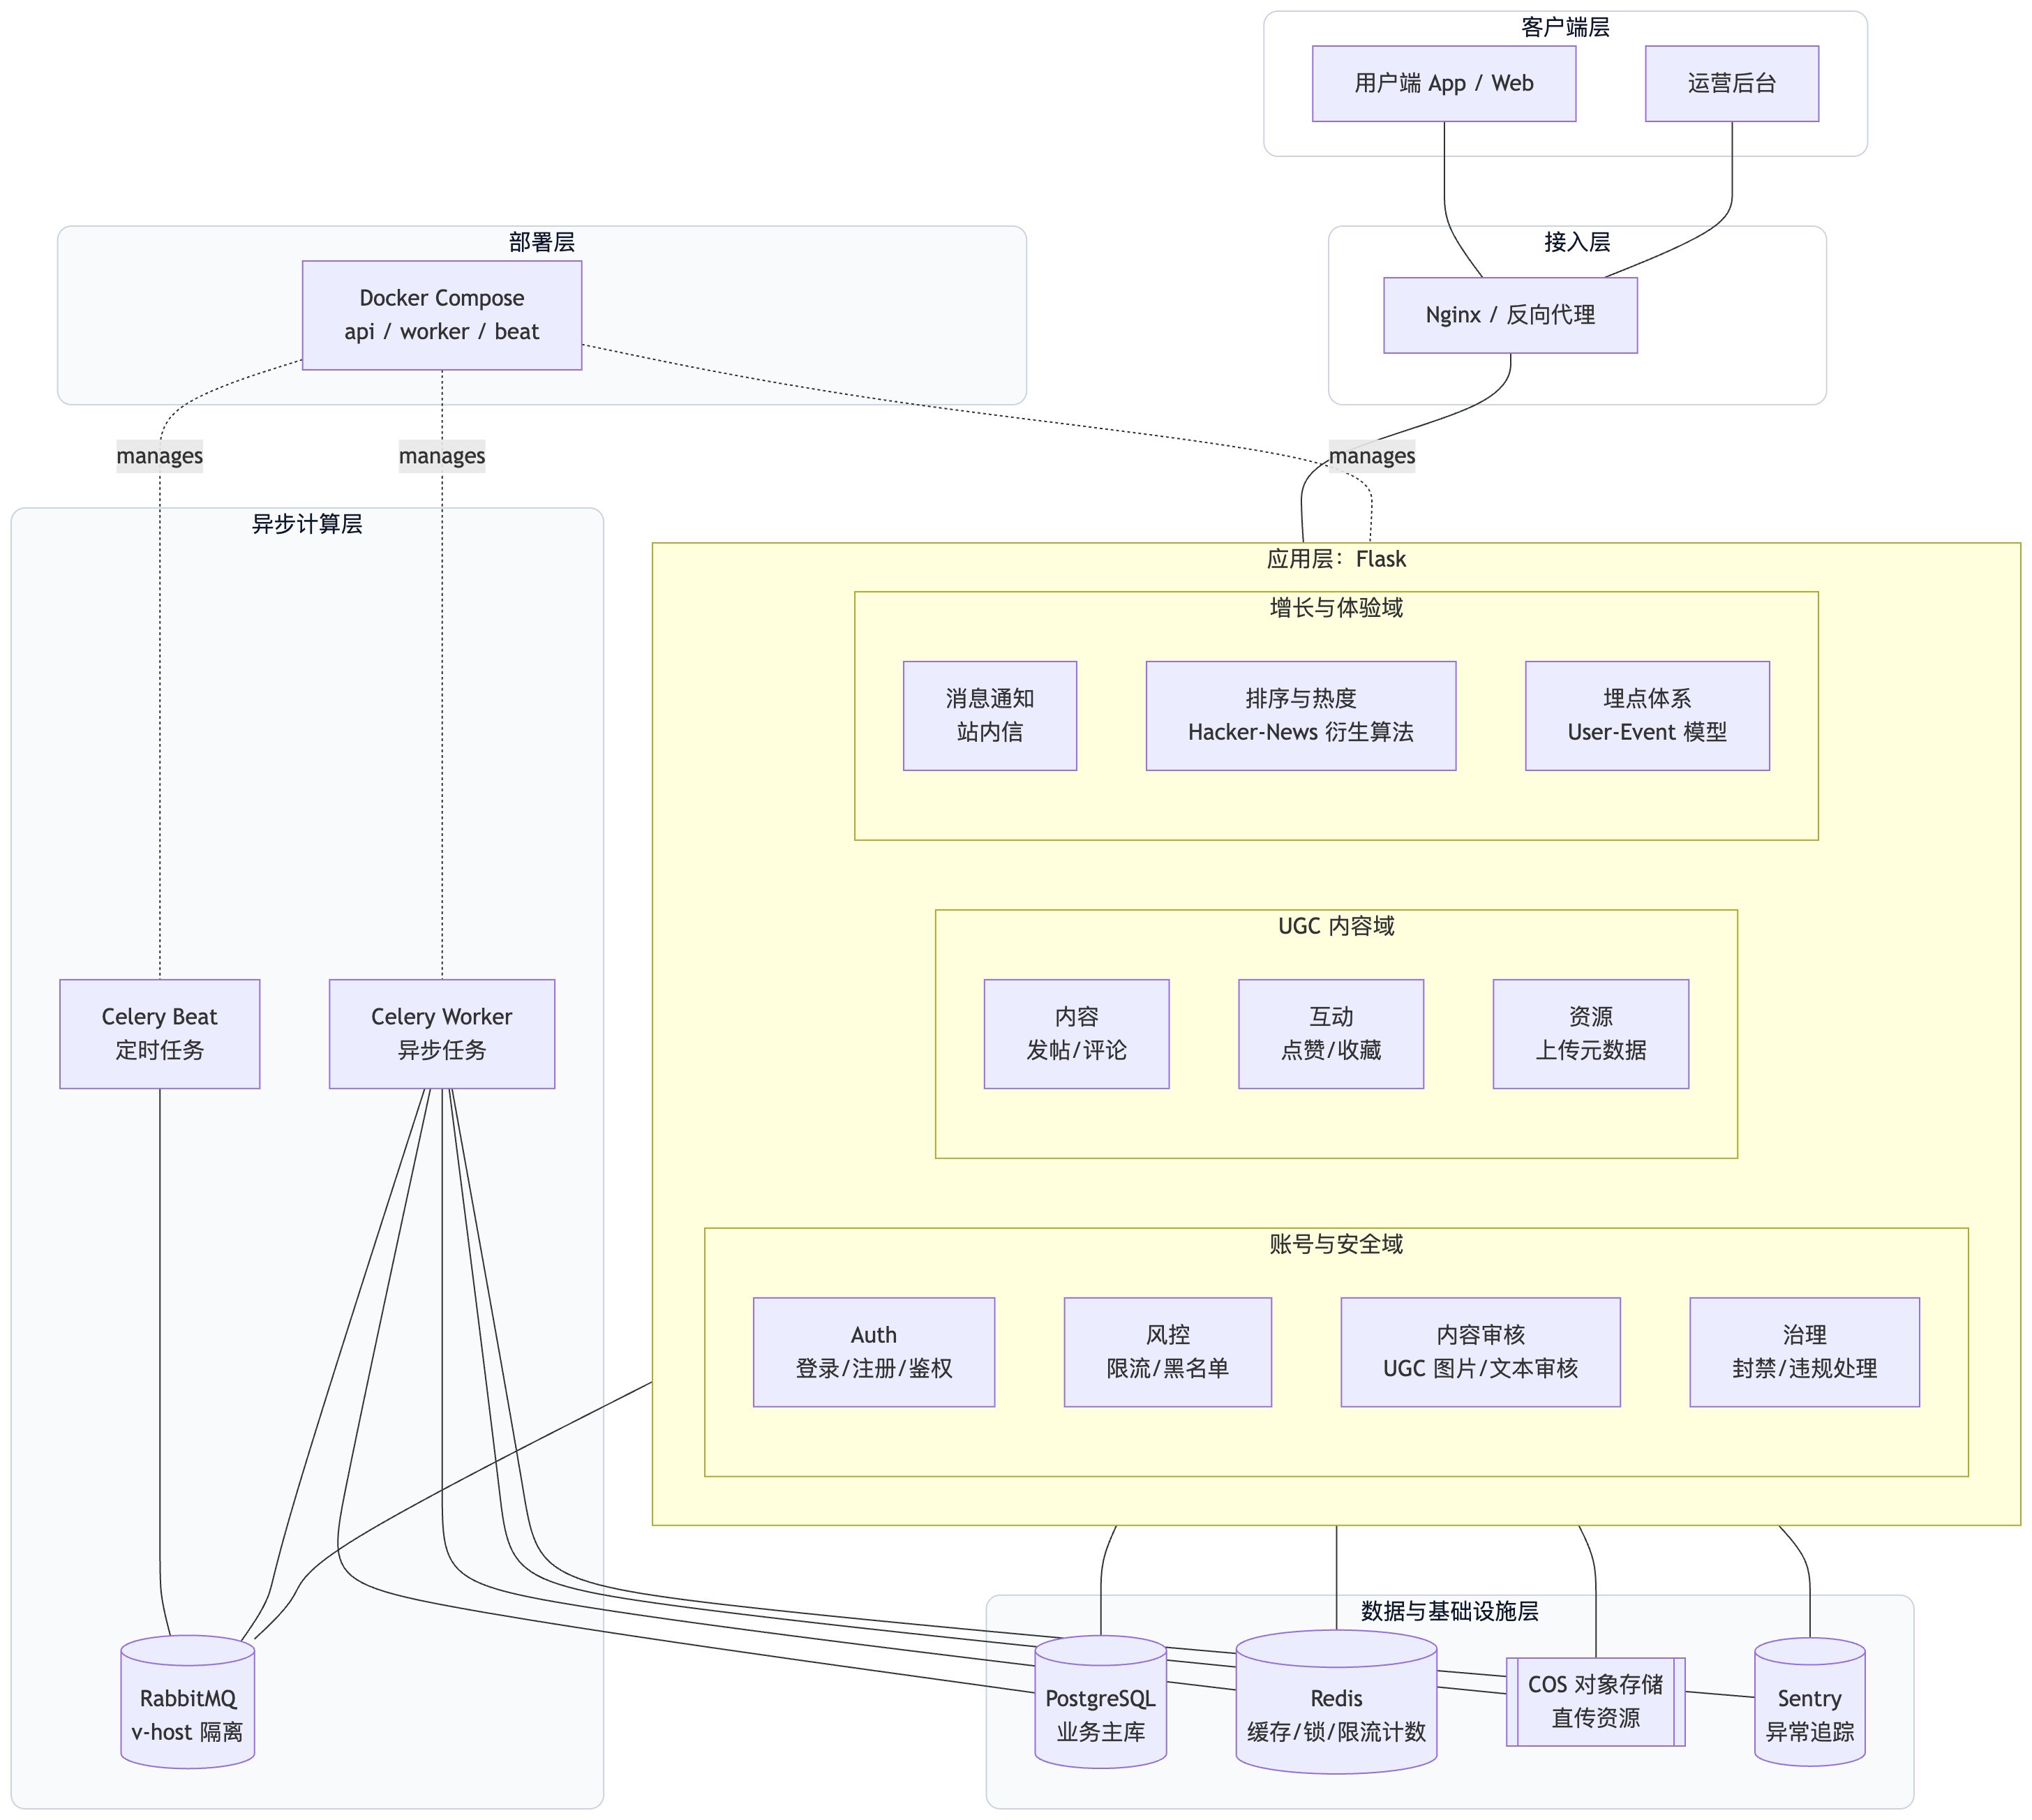 客户端层
用户端 App / Web
运营后台
部署层
Docker Compose
api / worker / beat
接入层
Nginx / 反向代理
manages
manages
manages
异步计算层
Celery Beat
定时任务
Celery Worker
异步任务
RabbitMQ
v-host 隔离
应用层：Flask
增长与体验域
消息通知
站内信
排序与热度
Hacker-News 衍生算法
埋点体系
User-Event 模型
UGC 内容域
内容
发帖/评论
互动
点赞/收藏
资源
上传元数据
账号与安全域
Auth
登录/注册/鉴权
风控
限流/黑名单
内容审核
UGC 图片/文本审核
治理
封禁/违规处理
数据与基础设施层
PostgreSQL
业务主库
Redis
缓存/锁/限流计数
COS 对象存储
直传资源
Sentry
异常追踪